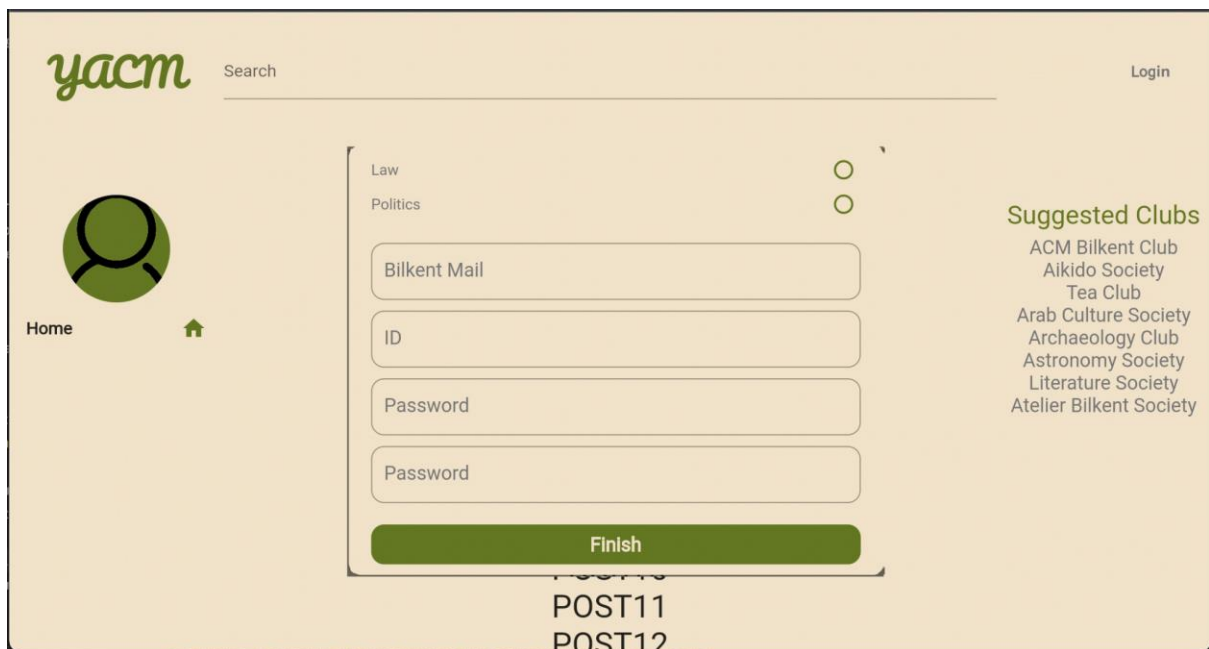 yacm
Search
Login
Law
Politics
Bilkent Mail
ID
Password
Password
Finish
POST11
POST12
Home
Suggested Clubs
ACM Bilkent Club
Aikido Society
Tea Club
Arab Culture Society
Archaeology Club
Astronomy Society
Literature Society
Atelier Bilkent Society